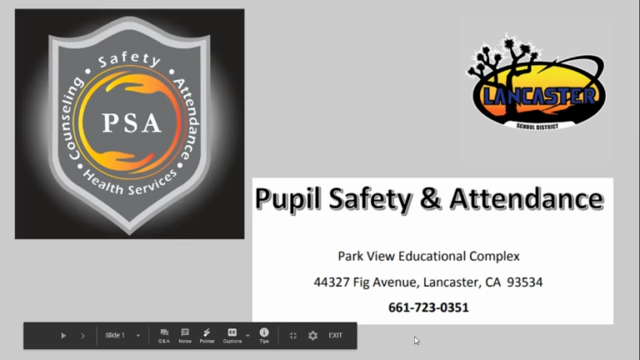 Counseling • Safety • Attendance • Health Services
PSA
LANCASTER
SCHOOL DISTRICT
Pupil Safety & Attendance
Park View Educational Complex
44327 Fig Avenue, Lancaster, CA 93534
661-723-0351
Slide 1
Q&A
Notes
Pointer
Captions
Tips
EXIT